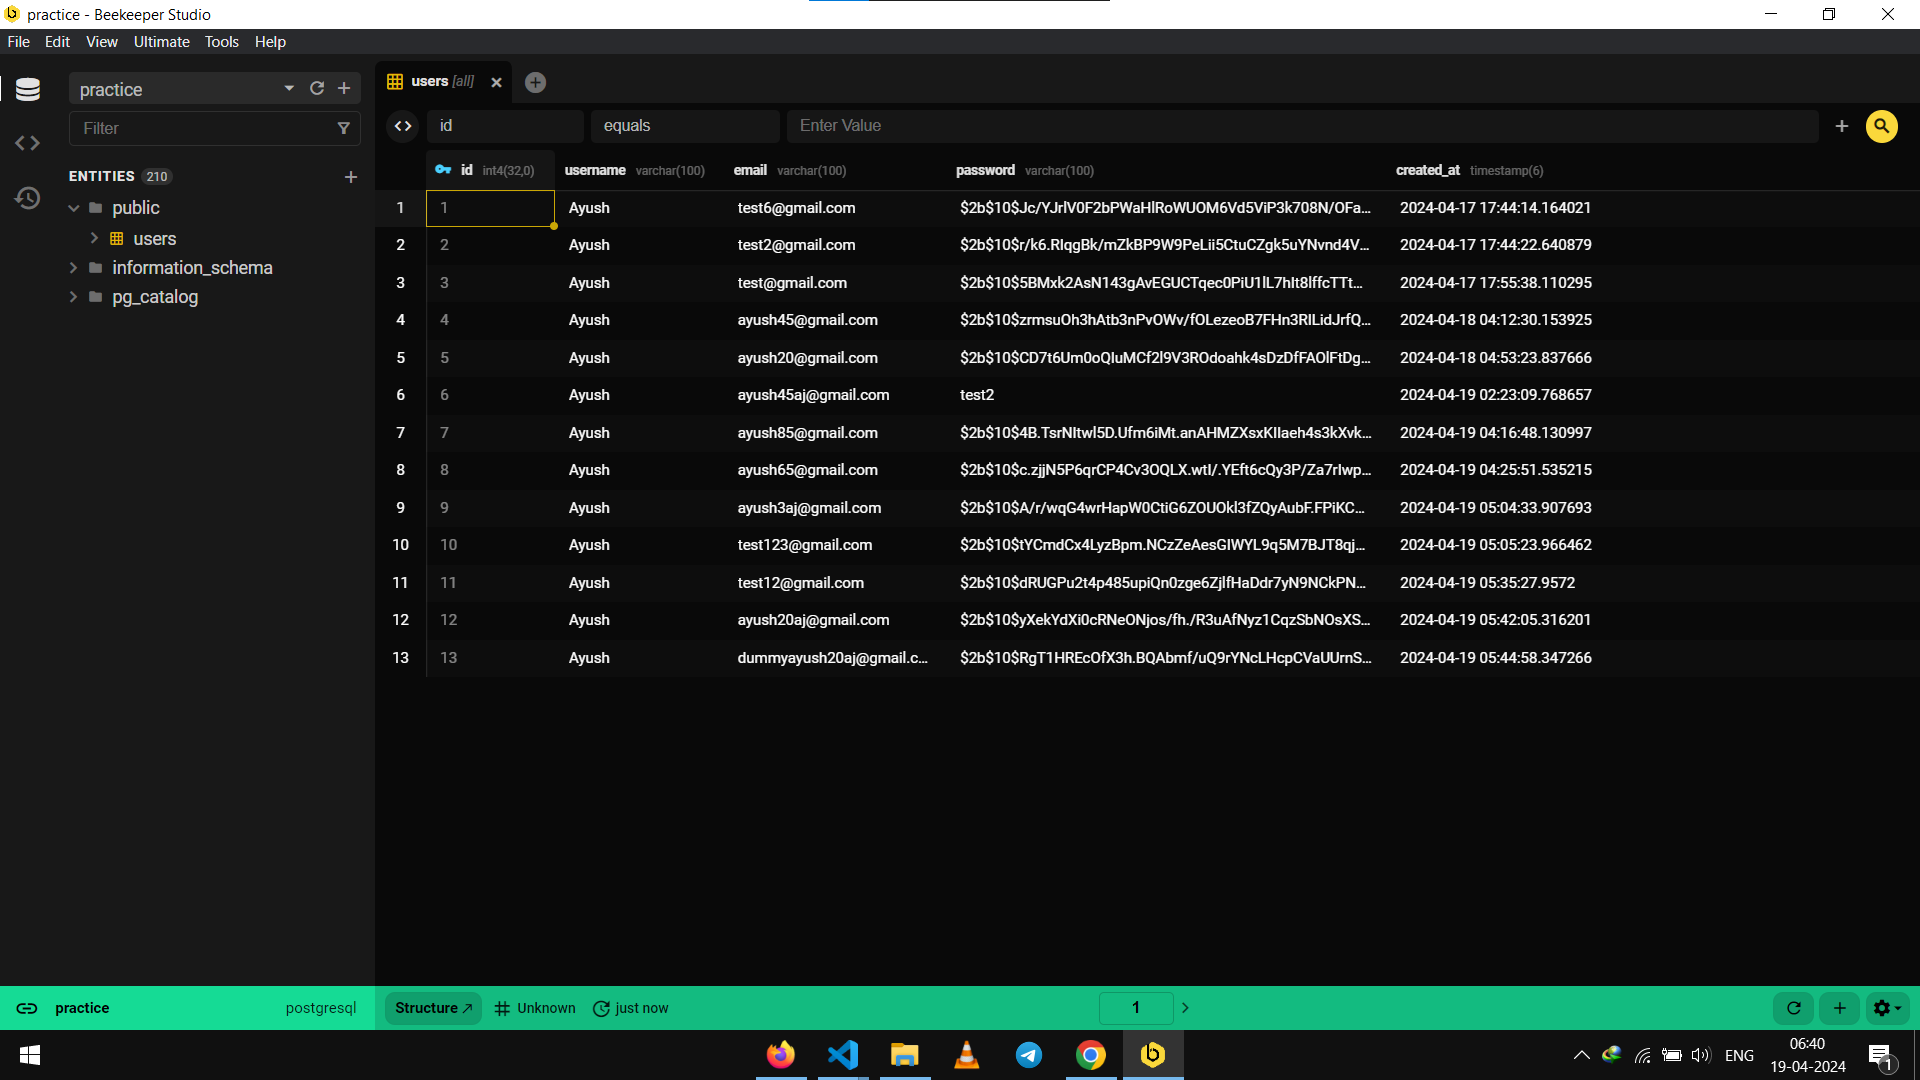 practice - Beekeeper Studio
File Edit View Ultimate Tools Help
practice
users [all]
Filter
id equals Enter Value
ENTITIES 210
public
users
information_schema
pg_catalog
id int4(32,0) username varchar(100) email varchar(100) password varchar(100) created_at timestamp(6)
1 1 Ayush test6@gmail.com $2b$10$Jc/YJrlV0F2bPWaHlRoWUOM6Vd5ViP3k708N/OFa... 2024-04-17 17:44:14.164021
2 2 Ayush test2@gmail.com $2b$10$r/k6.RIqgBk/mZkBP9W9PeLii5CtuCZgk5uYNvnd4V... 2024-04-17 17:44:22.640879
3 3 Ayush test@gmail.com $2b$10$5BMxk2AsN143gAvEGUCTqec0PiU1lL7hIt8lffcTTt... 2024-04-17 17:55:38.110295
4 4 Ayush ayush45@gmail.com $2b$10$zrmsuOh3hAtb3nPvOWv/fOLezeoB7FHn3RlLidJrfQ... 2024-04-18 04:12:30.153925
5 5 Ayush ayush20@gmail.com $2b$10$CD7t6Um0oQIuMCf2l9V3ROdoahk4sDzDfFAOlFtDg... 2024-04-18 04:53:23.837666
6 6 Ayush ayush45aj@gmail.com test2 2024-04-19 02:23:09.768657
7 7 Ayush ayush85@gmail.com $2b$10$4B.TsrNItwl5D.Ufm6iMt.anAHMZXsxKIIaeh4s3kXvk... 2024-04-19 04:16:48.130997
8 8 Ayush ayush65@gmail.com $2b$10$c.zjjN5P6qrCP4Cv3OQLX.wtI/.YEft6cQy3P/Za7rIwp... 2024-04-19 04:25:51.535215
9 9 Ayush ayush3aj@gmail.com $2b$10$A/r/wqG4wrHapW0CtiG6ZOUOkl3fZQyAubF.FPiKC... 2024-04-19 05:04:33.907693
10 10 Ayush test123@gmail.com $2b$10$tYCmdCx4LyzBpm.NCzZeAesGIWYL9q5M7BJT8qj... 2024-04-19 05:05:23.966462
11 11 Ayush test12@gmail.com $2b$10$dRUGPu2t4p485upiQn0zge6ZjlfHaDdr7yN9NCkPN... 2024-04-19 05:35:27.9572
12 12 Ayush ayush20aj@gmail.com $2b$10$yXekYdXi0cRNeONjos/fh./R3uAfNyz1CqzSbNOsXS... 2024-04-19 05:42:05.316201
13 13 Ayush dummyayush20aj@gmail.c... $2b$10$RgT1HREcOfX3h.BQAbmf/uQ9rYNcLHcpCVaUUrnS... 2024-04-19 05:44:58.347266
practice postgresql Structure Unknown just now 1
ENG
06:40
19-04-2024
1